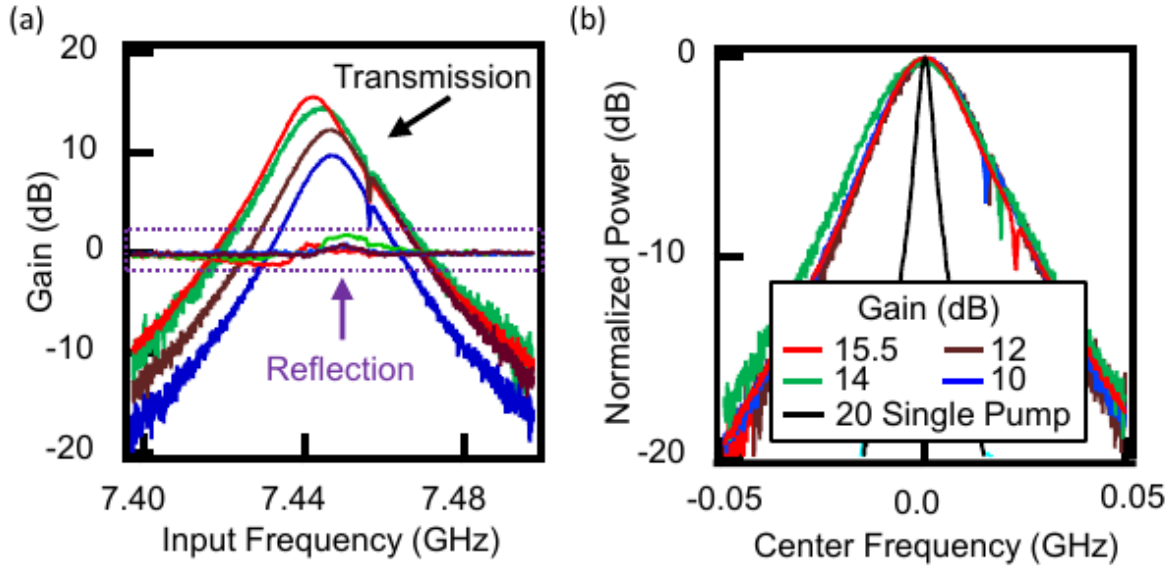 (a)
20
10
0
-10
-20
Gain (dB)
Transmission
Reflection
7.40
7.44
7.48
Input Frequency (GHz)
(b)
0
-10
-20
Normalized Power (dB)
Gain (dB)
15.5
12
14
10
20 Single Pump
-0.05
0.0
0.05
Center Frequency (GHz)